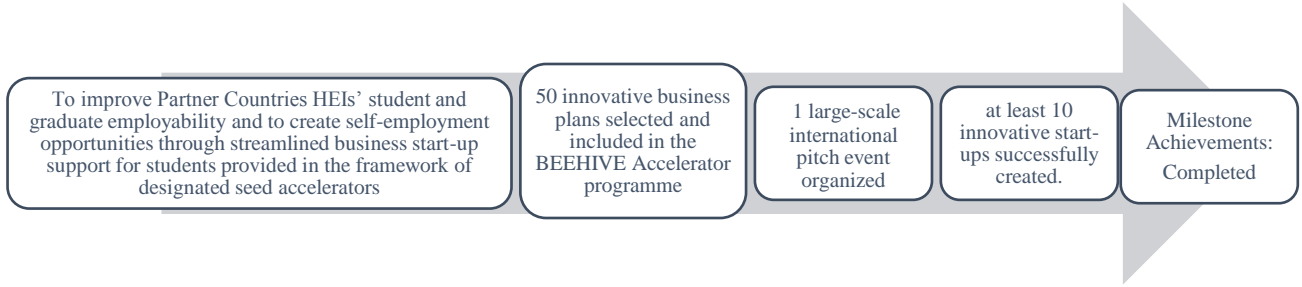 To improve Partner Countries HEIs’ student and
graduate employability and to create self-employment
opportunities through streamlined business start-up
support for students provided in the framework of
designated seed accelerators
50 innovative business
plans selected and
included in the
BEEHIVE Accelerator
programme
1 large-scale
international
pitch event
organized
at least 10
innovative start-
ups successfully
created.
Milestone
Achievements:
Completed